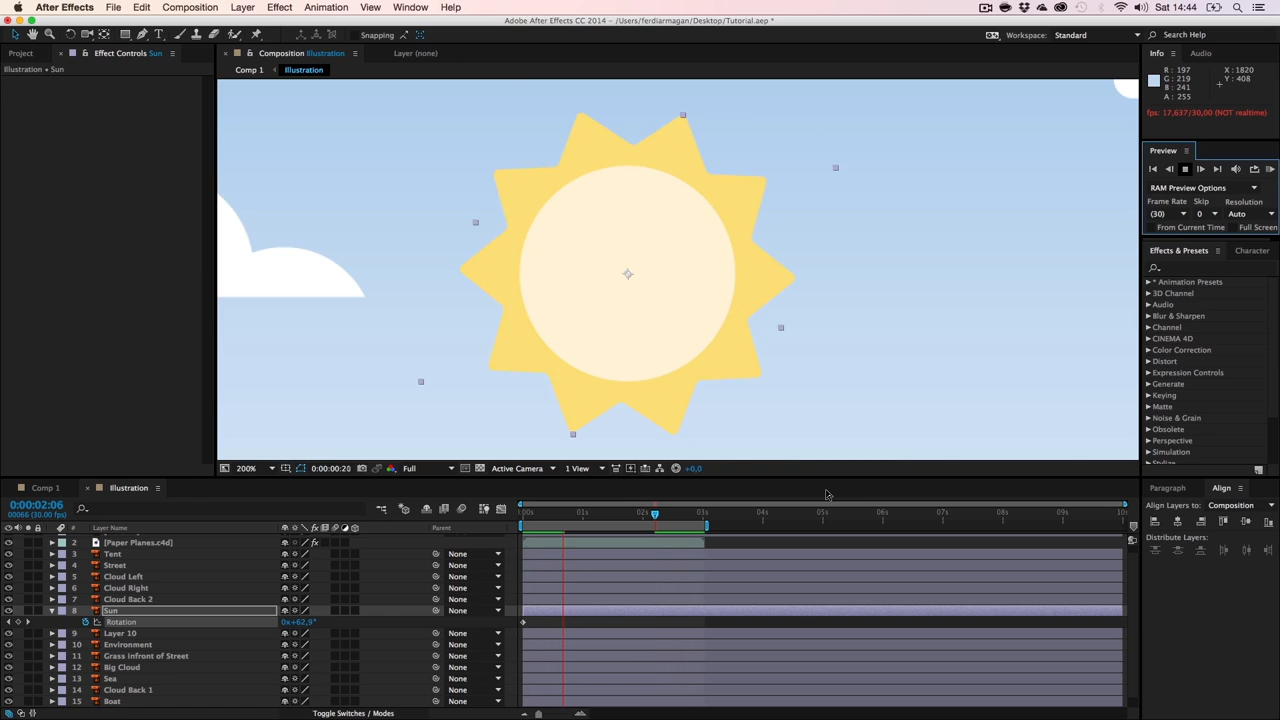 After Effects File Edit Composition Layer Effect Animation View Window Help Sat 14:44
Adobe After Effects CC 2014 - /Users/ferdiarmagan/Desktop/Tutorial.aep *
Snapping Workspace: Standard Search Help
Project Effect Controls Sun Composition Illustration Layer (none) Info Audio
Illustration • Sun Comp 1 Illustration
R : 197 X : 1820
G : 219 Y : 408
B : 241
A : 255
fps: 17,637/30,00 (NOT realtime)
Preview
RAM Preview Options
Frame Rate Skip Resolution
(30) 0 Auto
From Current Time Full Screen
Effects & Presets Character
* Animation Presets
3D Channel
Audio
Blur & Sharpen
Channel
CINEMA 4D
Color Correction
Distort
Expression Controls
Generate
Keying
Matte
Noise & Grain
Obsolete
Perspective
Simulation
Stylize
200% 0:00:00:20 Full Active Camera 1 View +0,0
Comp 1 Illustration Paragraph Align
0:00:02:06
00066 (30.00 fps)
Align Layers to: Composition
Distribute Layers:
:00s 02s 03s 04s 05s 06s 07s 08s 09s 10s
# Layer Name Parent
2 [Paper Planes.c4d] None
3 Tent None
4 Street None
5 Cloud Left None
6 Cloud Right None
7 Cloud Back 2 None
8 Sun None
Rotation 0x+62,9°
9 Layer 10 None
10 Environment None
11 Grass infront of Street None
12 Big Cloud None
13 Sea None
14 Cloud Back 1 None
15 Boat None
Toggle Switches / Modes